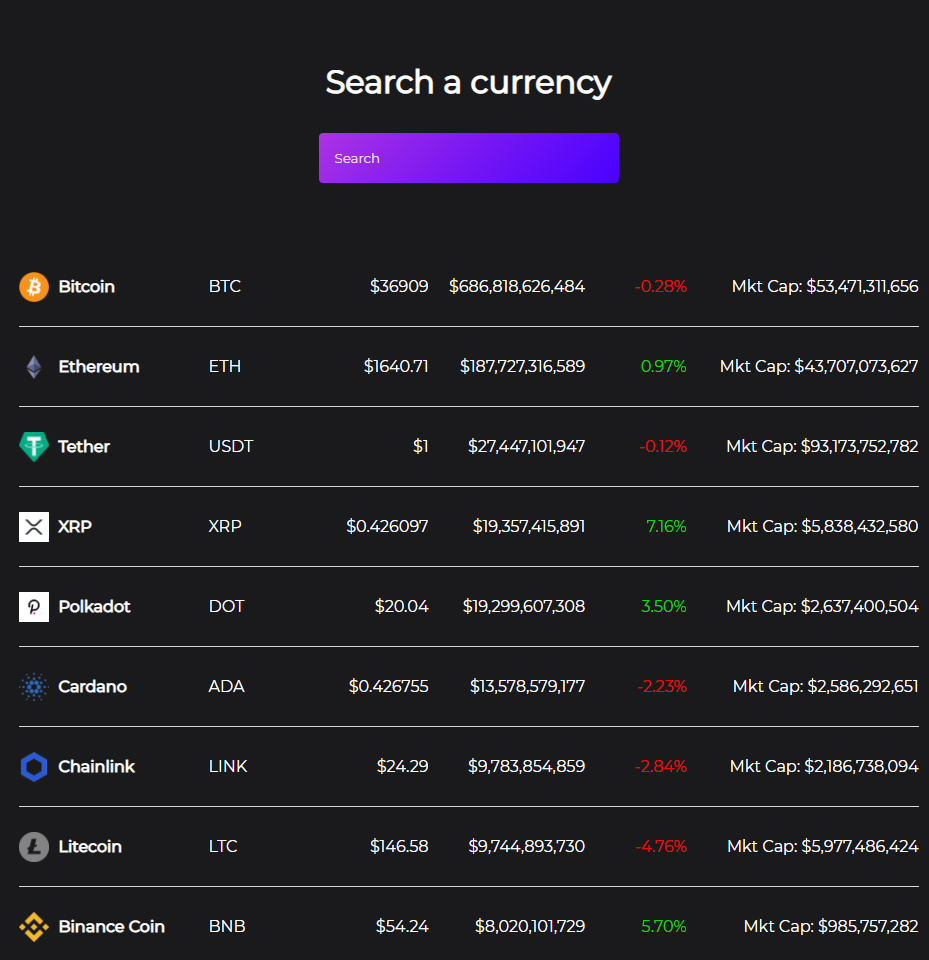 Search a currency
Search
Bitcoin BTC $36909 $686,818,626,484 -0.28% Mkt Cap: $53,471,311,656
Ethereum ETH $1640.71 $187,727,316,589 0.97% Mkt Cap: $43,707,073,627
Tether USDT $1 $27,447,101,947 -0.12% Mkt Cap: $93,173,752,782
XRP XRP $0.426097 $19,357,415,891 7.16% Mkt Cap: $5,838,432,580
Polkadot DOT $20.04 $19,299,607,308 3.50% Mkt Cap: $2,637,400,504
Cardano ADA $0.426755 $13,578,579,177 -2.23% Mkt Cap: $2,586,292,651
Chainlink LINK $24.29 $9,783,854,859 -2.84% Mkt Cap: $2,186,738,094
Litecoin LTC $146.58 $9,744,893,730 -4.76% Mkt Cap: $5,977,486,424
Binance Coin BNB $54.24 $8,020,101,729 5.70% Mkt Cap: $985,757,282